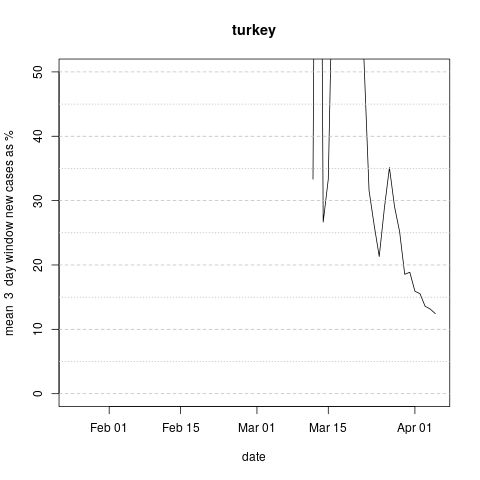 turkey
mean  3  day window new cases as %
50
40
30
20
10
0
Feb 01
Feb 15
Mar 01
Mar 15
Apr 01
date